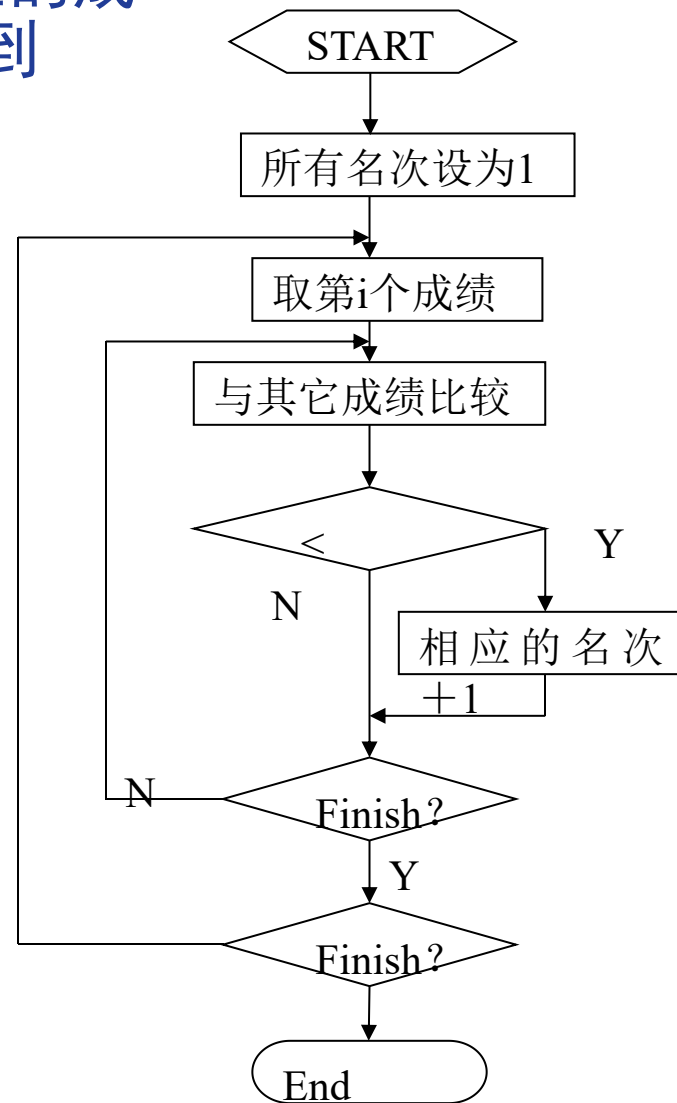 到
START
所有名次设为1
取第i个成绩
与其它成绩比较
<
Y
N
相应的名次
+1
N
Finish?
Y
Finish?
End